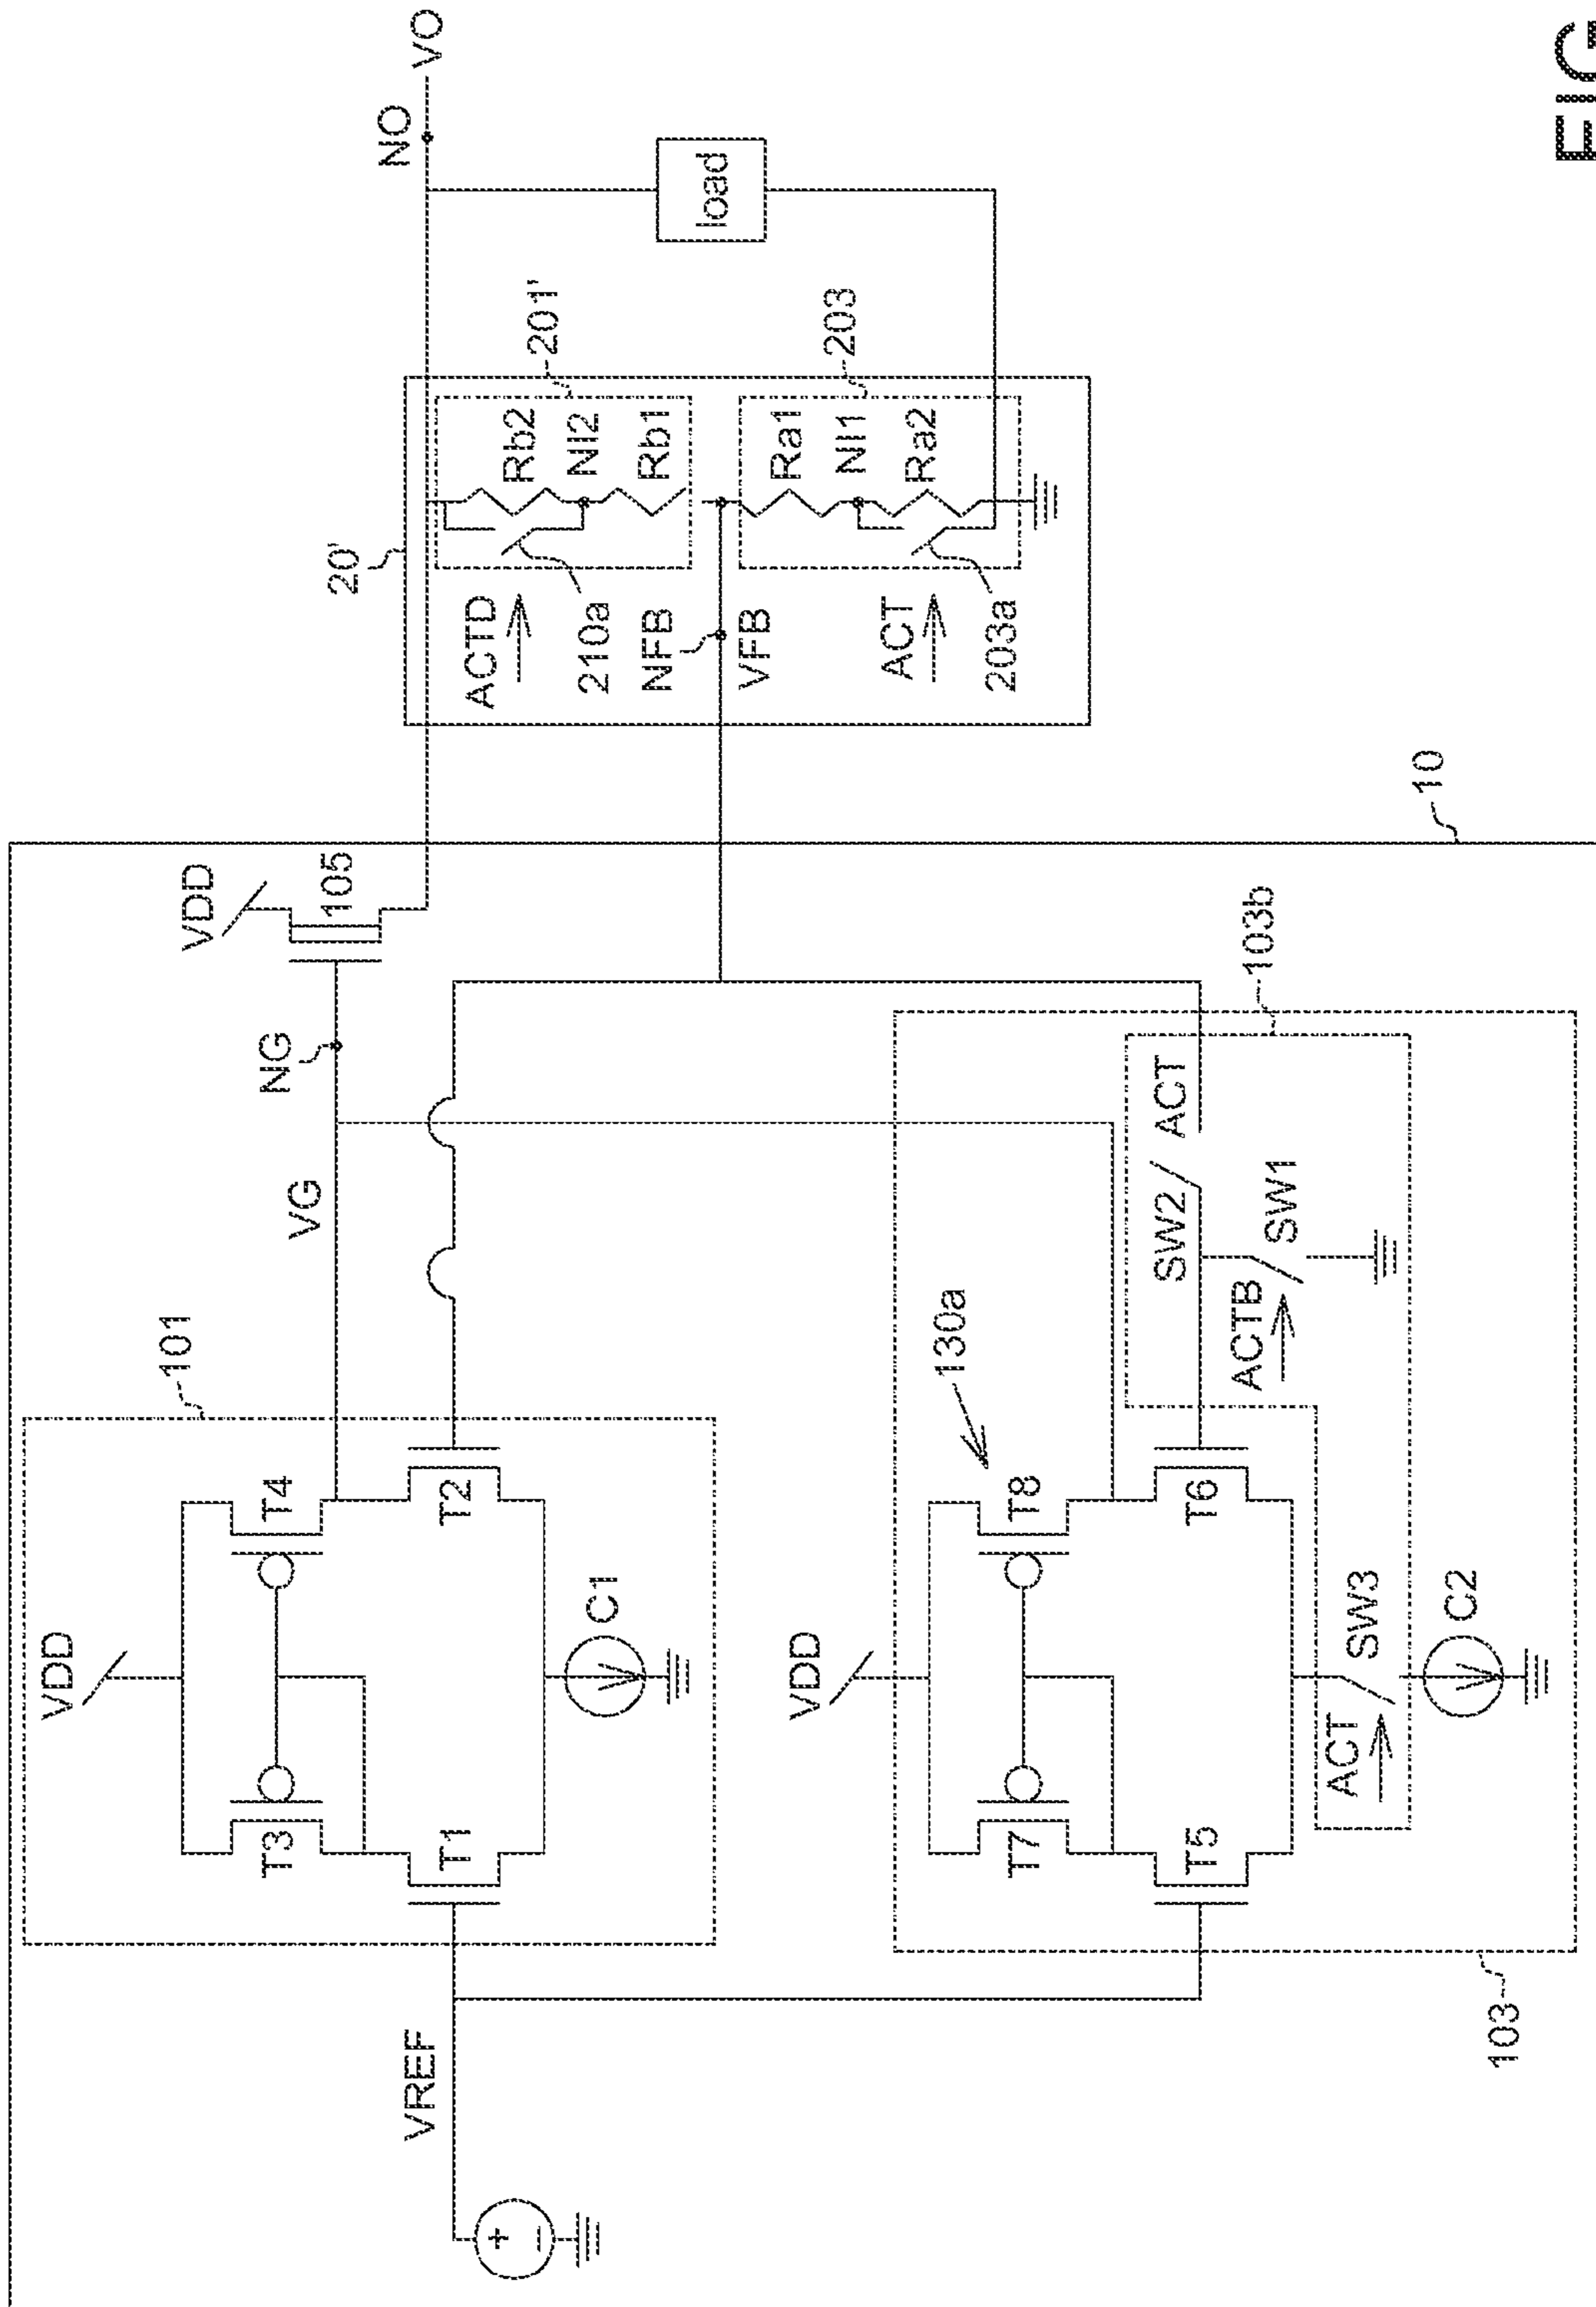 FIG
VO
NO
load
20'
201'
203
Rb2
NI2
Rb1
Ra1
NI1
Ra2
ACTD
210a
NFB
VFB
ACT
203a
10
VDD
105
NG
VG
103b
SW2
ACT
SW1
ACTB
101
VDD
T3
T4
T1
T2
C1
130a
VDD
T7
T8
T5
T6
ACT
SW3
C2
VREF
+
−
103